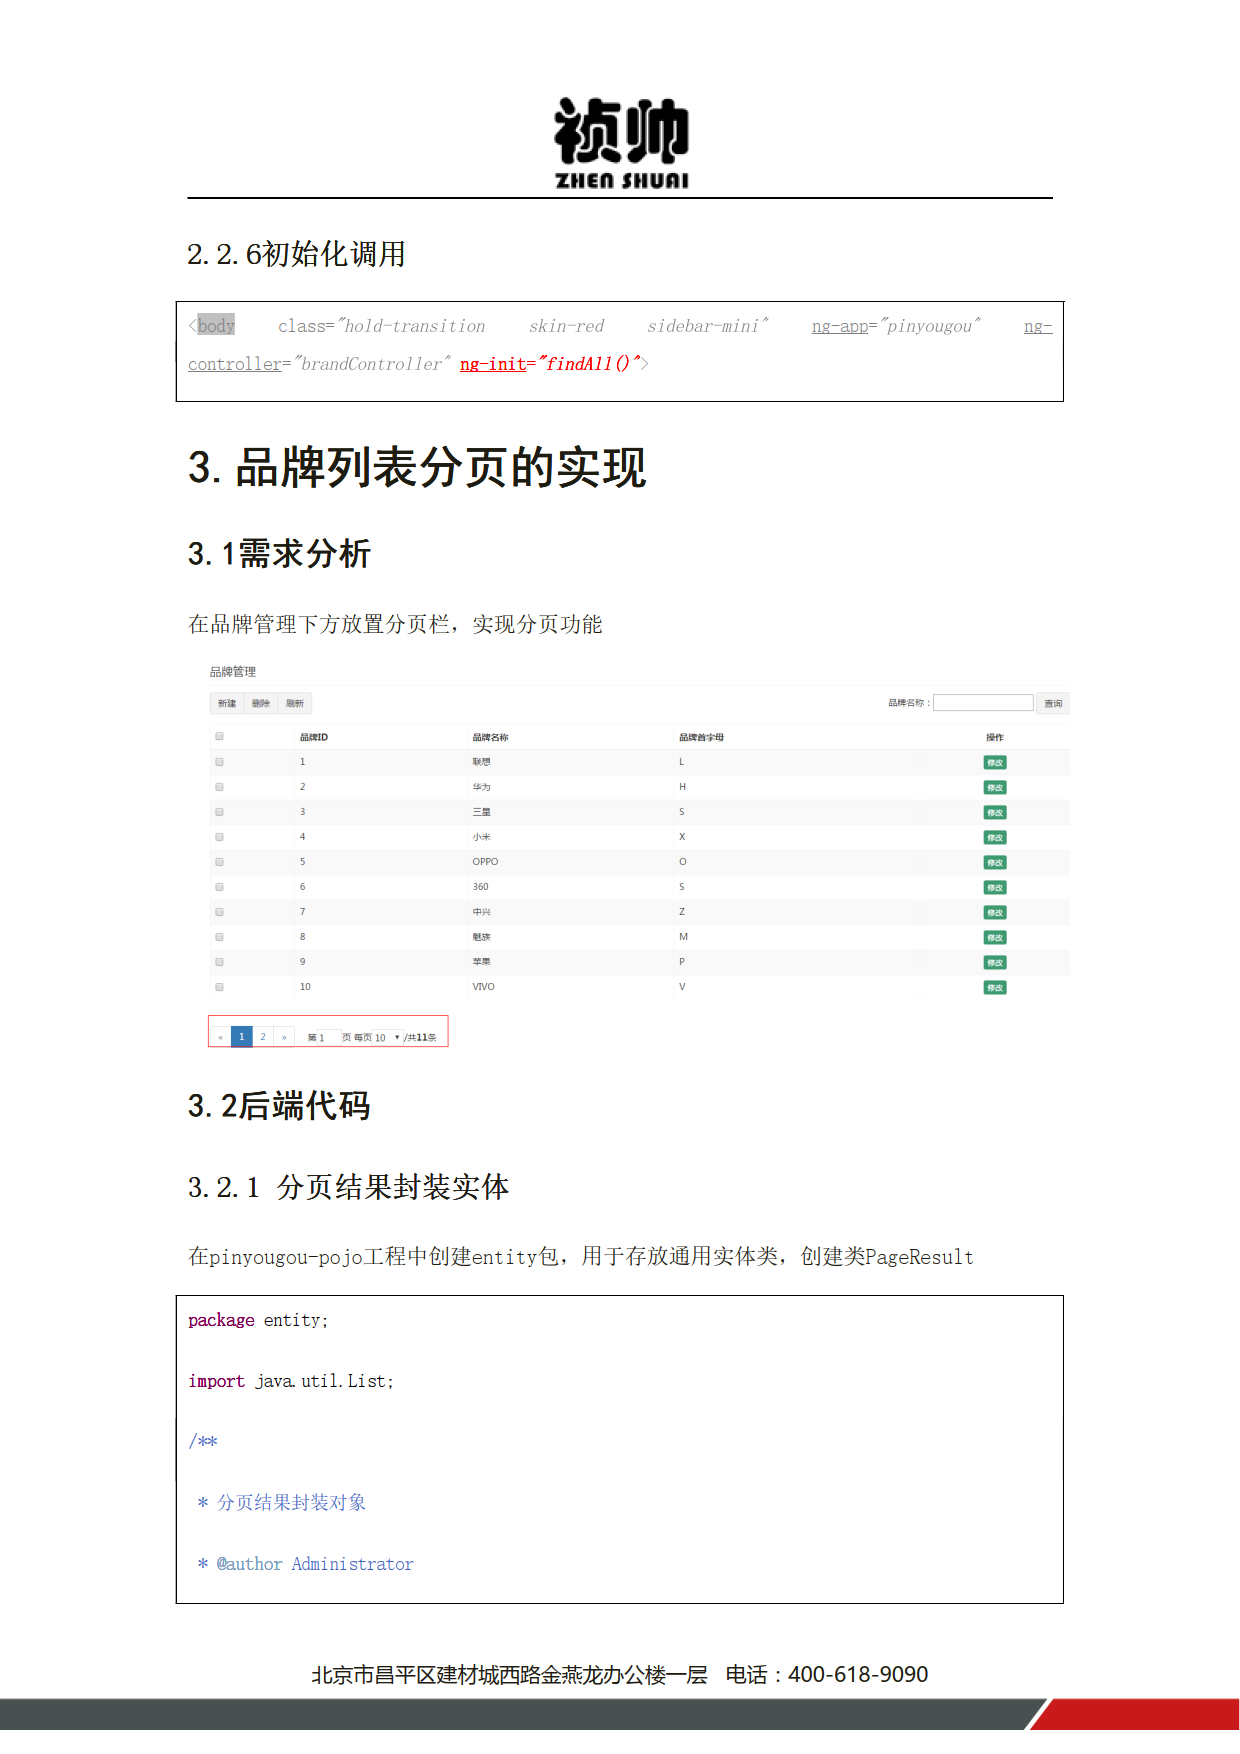 祯帅
ZHEN SHUAI
2.2.6初始化调用
<body class="hold-transition skin-red sidebar-mini" ng-app="pinyougou" ng-
controller="brandController" ng-init="findAll()">
3.品牌列表分页的实现
3.1需求分析
在品牌管理下方放置分页栏，实现分页功能
品牌管理
新建 删除 刷新 品牌名称： 查询
品牌ID 品牌名称 品牌首字母 操作
1 联想 L 修改
2 华为 H 修改
3 三星 S 修改
4 小米 X 修改
5 OPPO O 修改
6 360 S 修改
7 中兴 Z 修改
8 魅族 M 修改
9 苹果 P 修改
10 VIVO V 修改
« 1 2 » 第 1 页 每页 10 /共11条
3.2后端代码
3.2.1 分页结果封装实体
在pinyougou-pojo工程中创建entity包，用于存放通用实体类，创建类PageResult
package entity;
import java.util.List;
/**
* 分页结果封装对象
* @author Administrator
北京市昌平区建材城西路金燕龙办公楼一层 电话：400-618-9090